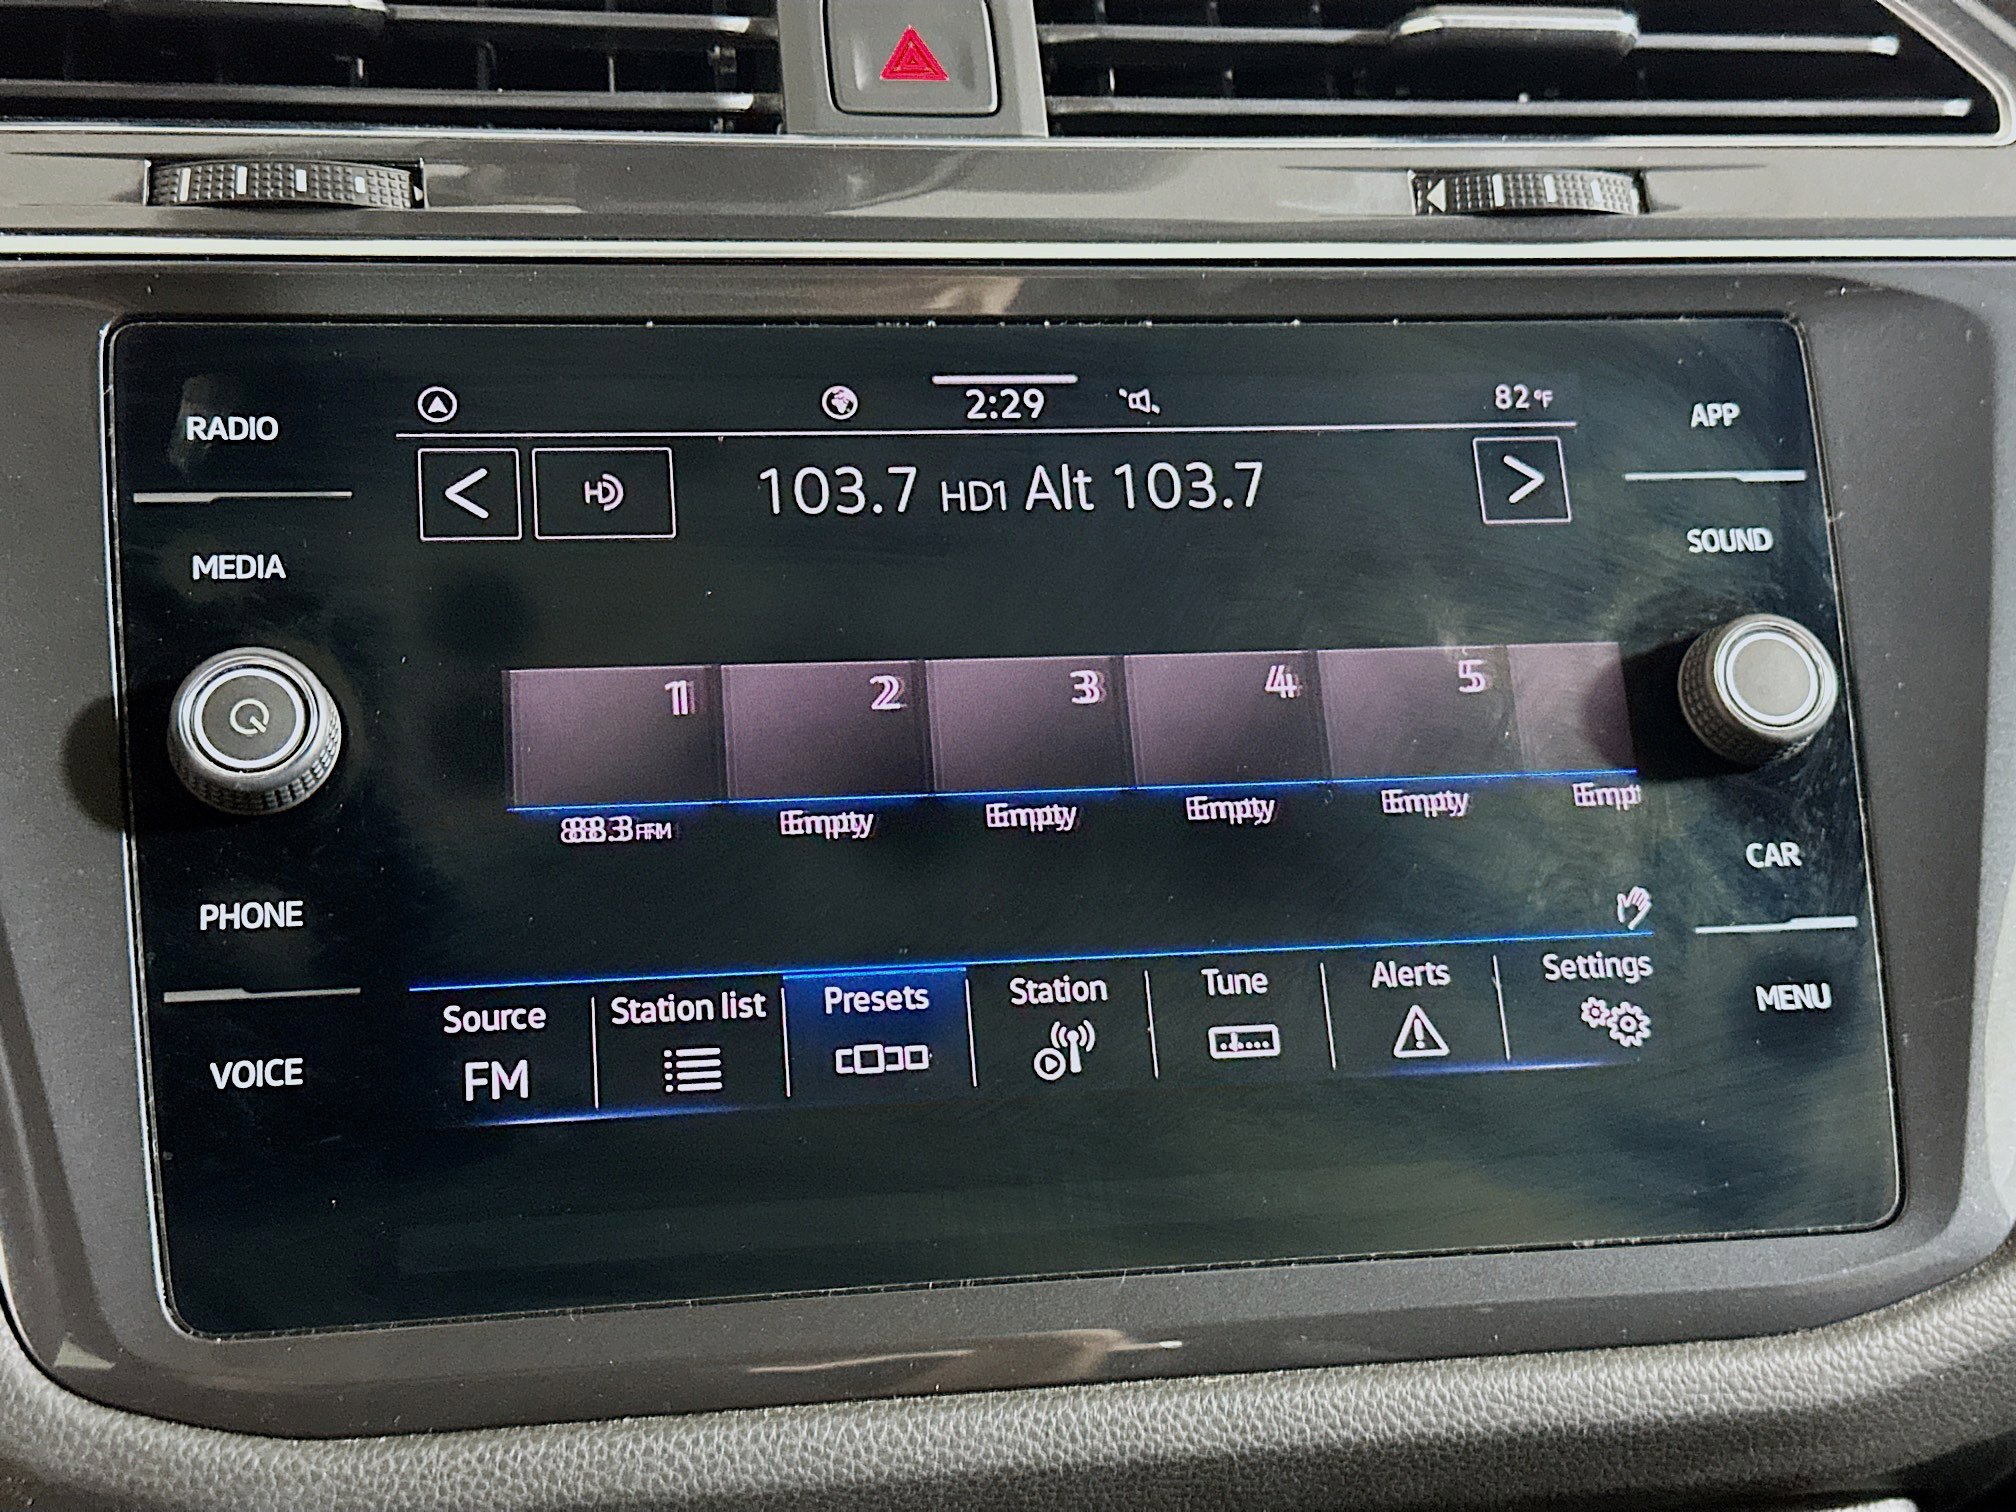 2:29 82°F
RADIO
APP
103.7 HD1 Alt 103.7
HD
SOUND
MEDIA
1 2 3 4 5
88.3 FM Empty Empty Empty Empty Empt
CAR
PHONE
Source Station list Presets Station Tune Alerts Settings
FM
MENU
VOICE